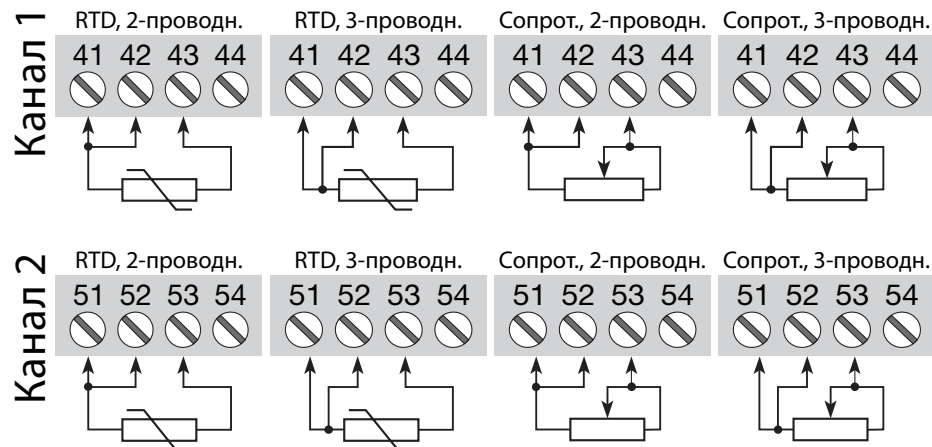 Канал 1
RTD, 2-проводн.
RTD, 3-проводн.
Сопрот., 2-проводн.
Сопрот., 3-проводн.
41 42 43 44
41 42 43 44
41 42 43 44
41 42 43 44
Канал 2
RTD, 2-проводн.
RTD, 3-проводн.
Сопрот., 2-проводн.
Сопрот., 3-проводн.
51 52 53 54
51 52 53 54
51 52 53 54
51 52 53 54